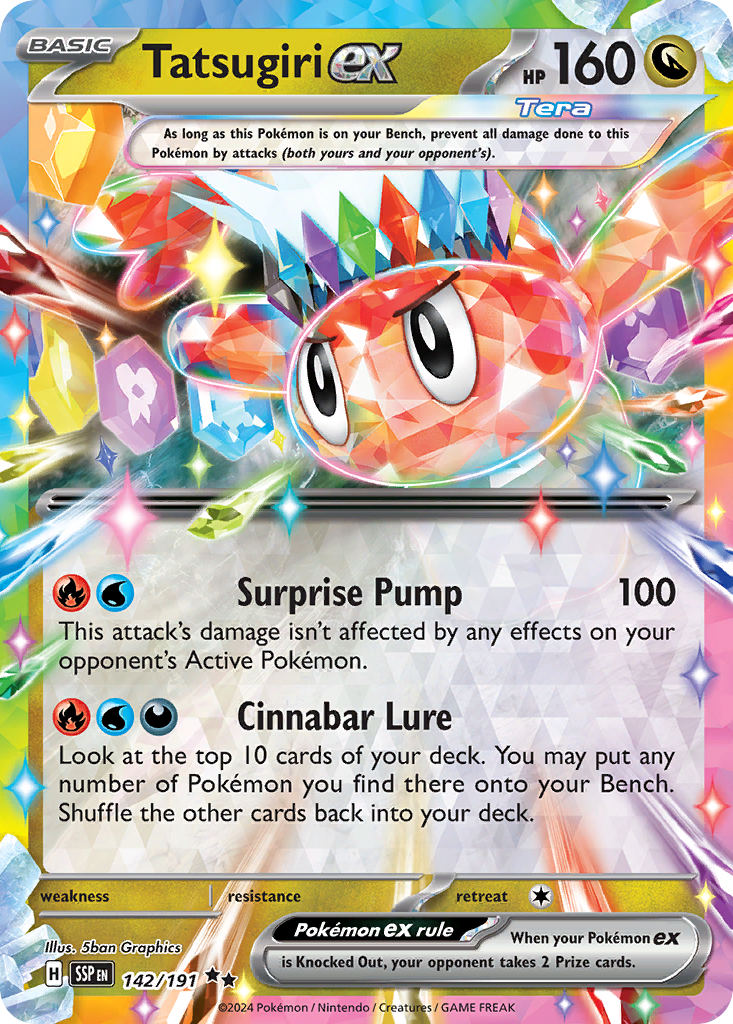 BASIC
Tatsugiri ex
HP 160
Tera
As long as this Pokémon is on your Bench, prevent all damage done to this
Pokémon by attacks (both yours and your opponent's).
Surprise Pump 100
This attack's damage isn't affected by any effects on your
opponent's Active Pokémon.
Cinnabar Lure
Look at the top 10 cards of your deck. You may put any
number of Pokémon you find there onto your Bench.
Shuffle the other cards back into your deck.
weakness resistance retreat
Illus. 5ban Graphics
H SSP EN 142/191
Pokémon ex rule
When your Pokémon ex
is Knocked Out, your opponent takes 2 Prize cards.
©2024 Pokémon / Nintendo / Creatures / GAME FREAK